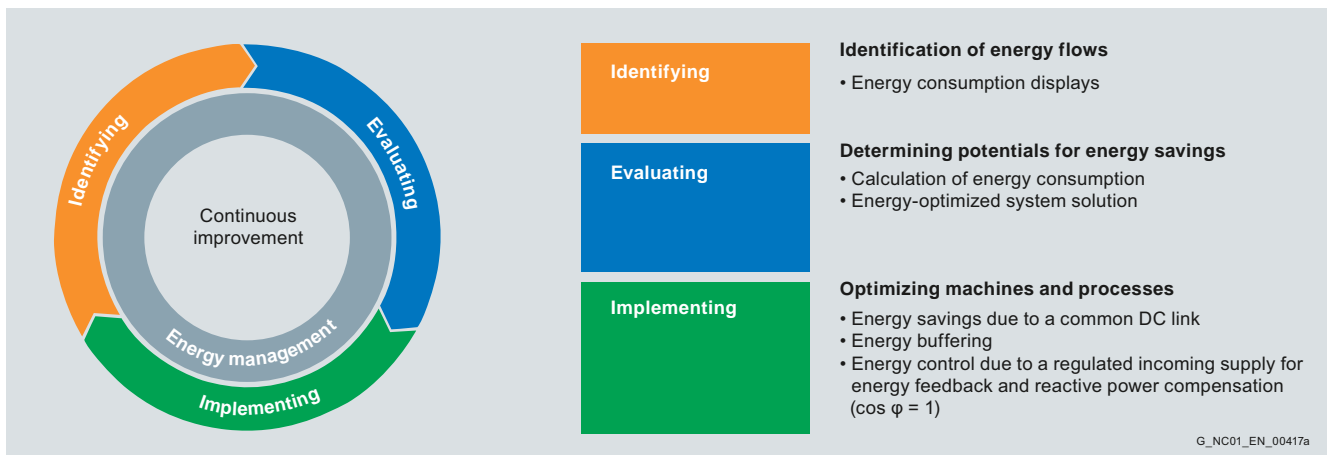 Identifying
Evaluating
Continuous
improvement
Energy management
Implementing
Identifying
Identification of energy flows
• Energy consumption displays
Evaluating
Determining potentials for energy savings
• Calculation of energy consumption
• Energy-optimized system solution
Implementing
Optimizing machines and processes
• Energy savings due to a common DC link
• Energy buffering
• Energy control due to a regulated incoming supply for
energy feedback and reactive power compensation
(cos φ = 1)
G_NC01_EN_00417a